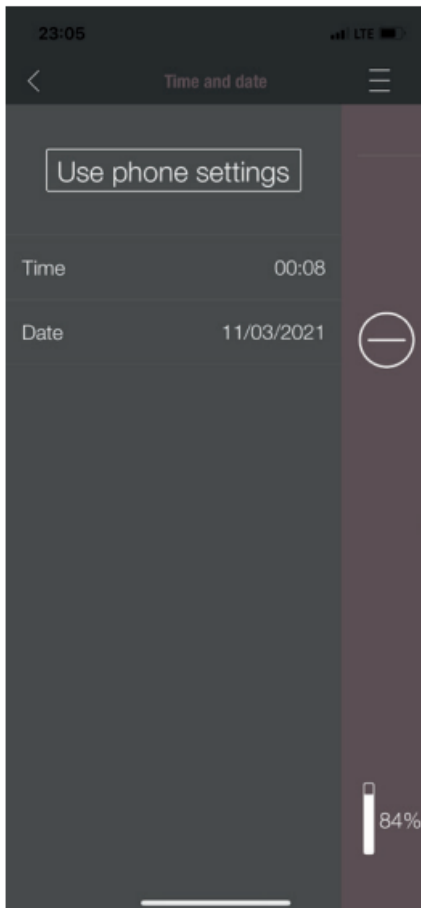 23:05 LTE
Time and date
Use phone settings
Time 00:08
Date 11/03/2021
84%